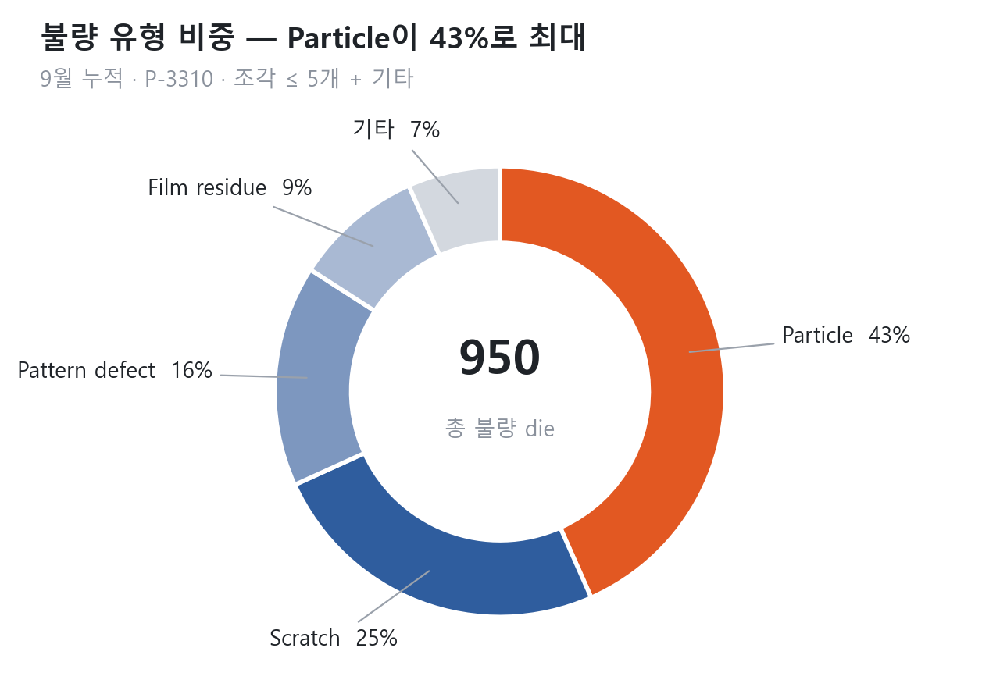 불량 유형 비중 — Particle이 43%로 최대
9월 누적 · P-3310 · 조각 ≤ 5개 + 기타
기타 7%
Film residue 9%
Particle 43%
950
Pattern defect 16%
총 불량 die
Scratch 25%